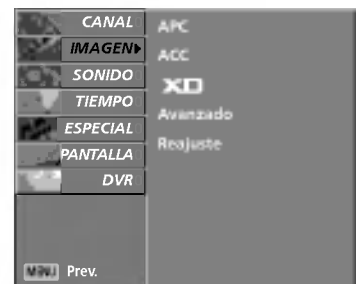 CANAL
IMAGEN
SONIDO
TIEMPO
ESPECIAL
PANTALLA
DVR
MENU Prev.
APC
ACC
XD
Avanzado
Reajuste